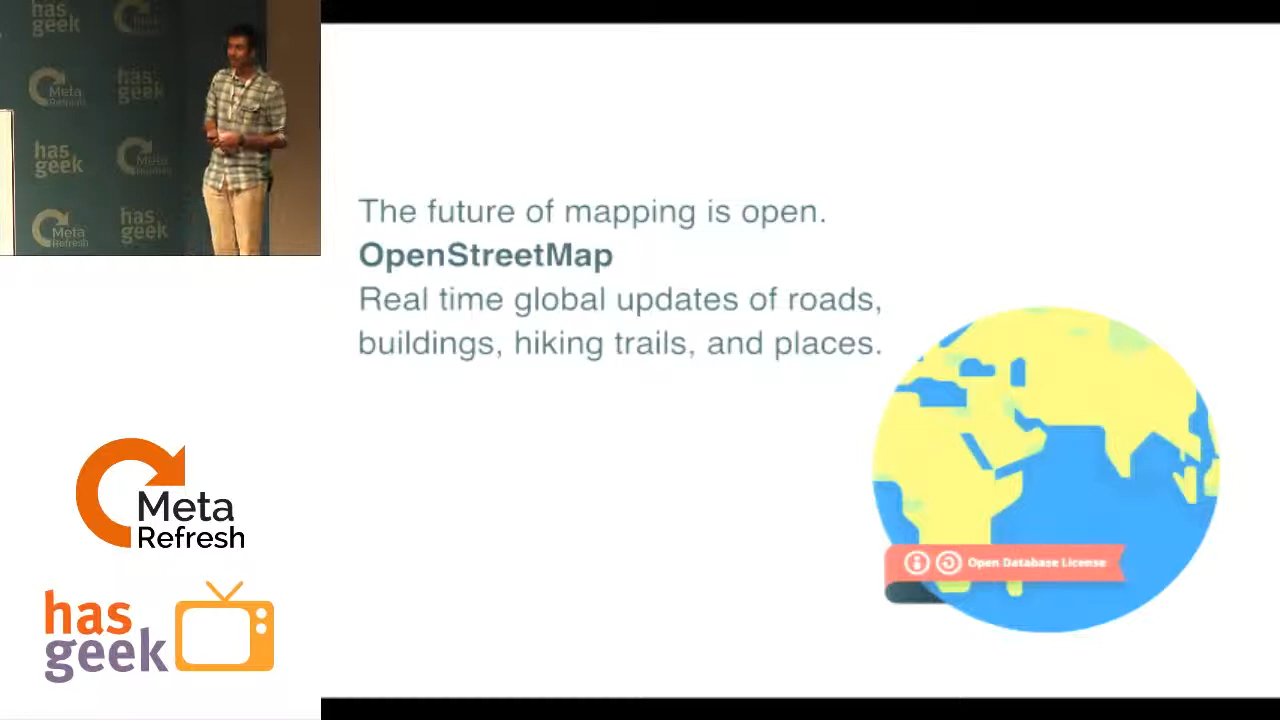 has
geek
Meta
Refresh
has
geek
has
geek
Meta
Refresh
Meta
Refresh
has
geek
The future of mapping is open.
OpenStreetMap
Real time global updates of roads,
buildings, hiking trails, and places.
Open Database License
Meta
Refresh
has
geek